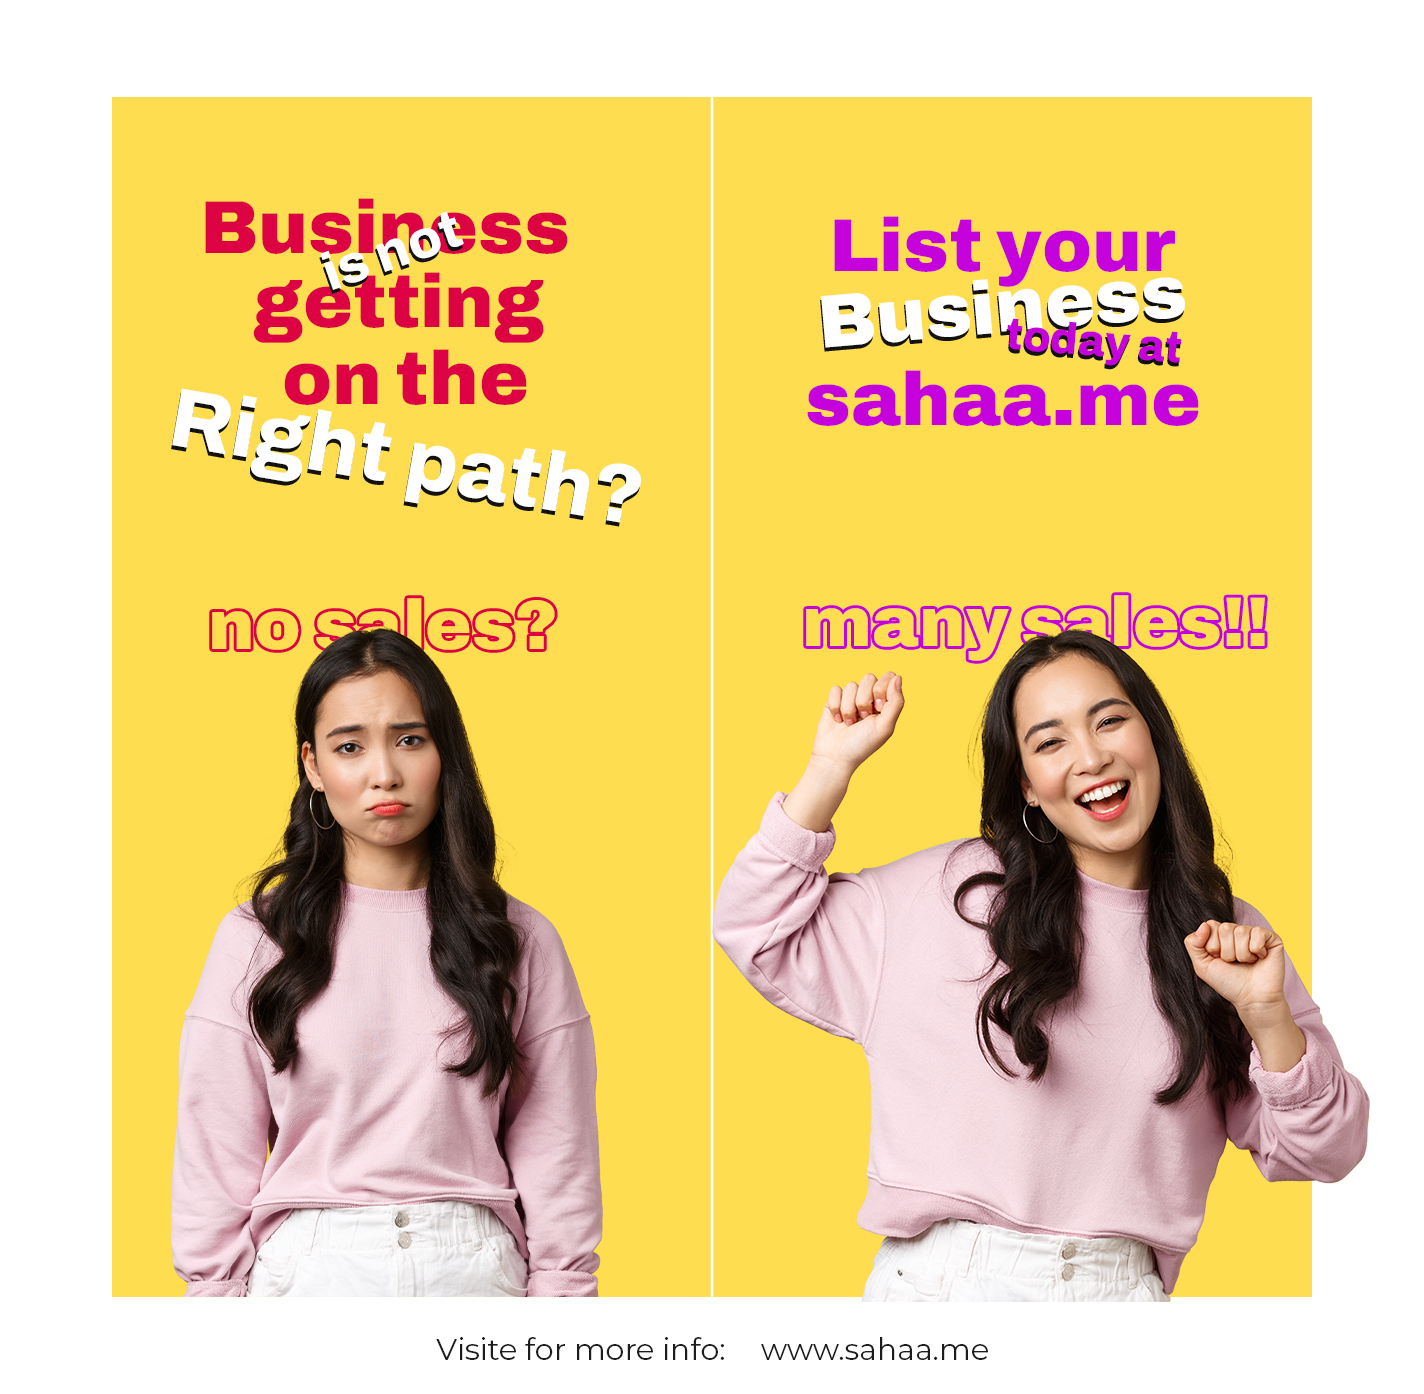 Business
is not
getting
on the
Right path?
no sales?
List your
Business
today at
sahaa.me
many sales!!
Visite for more info: www.sahaa.me